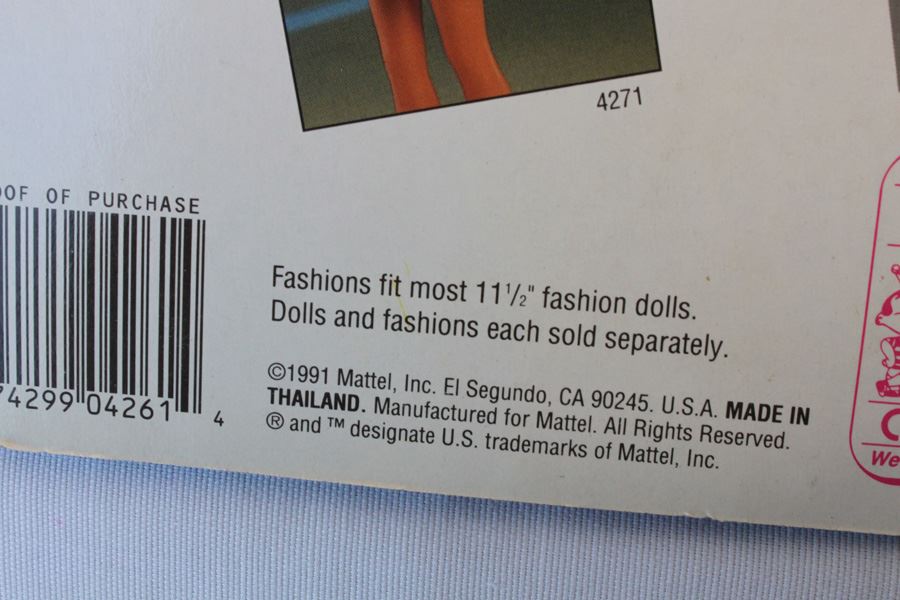 4271
OF PURCHASE
74299 04261 4
Fashions fit most 11 1/2" fashion dolls.
Dolls and fashions each sold separately.
©1991 Mattel, Inc. El Segundo, CA 90245. U.S.A. MADE IN
THAILAND. Manufactured for Mattel. All Rights Reserved.
® and ™ designate U.S. trademarks of Mattel, Inc.
We